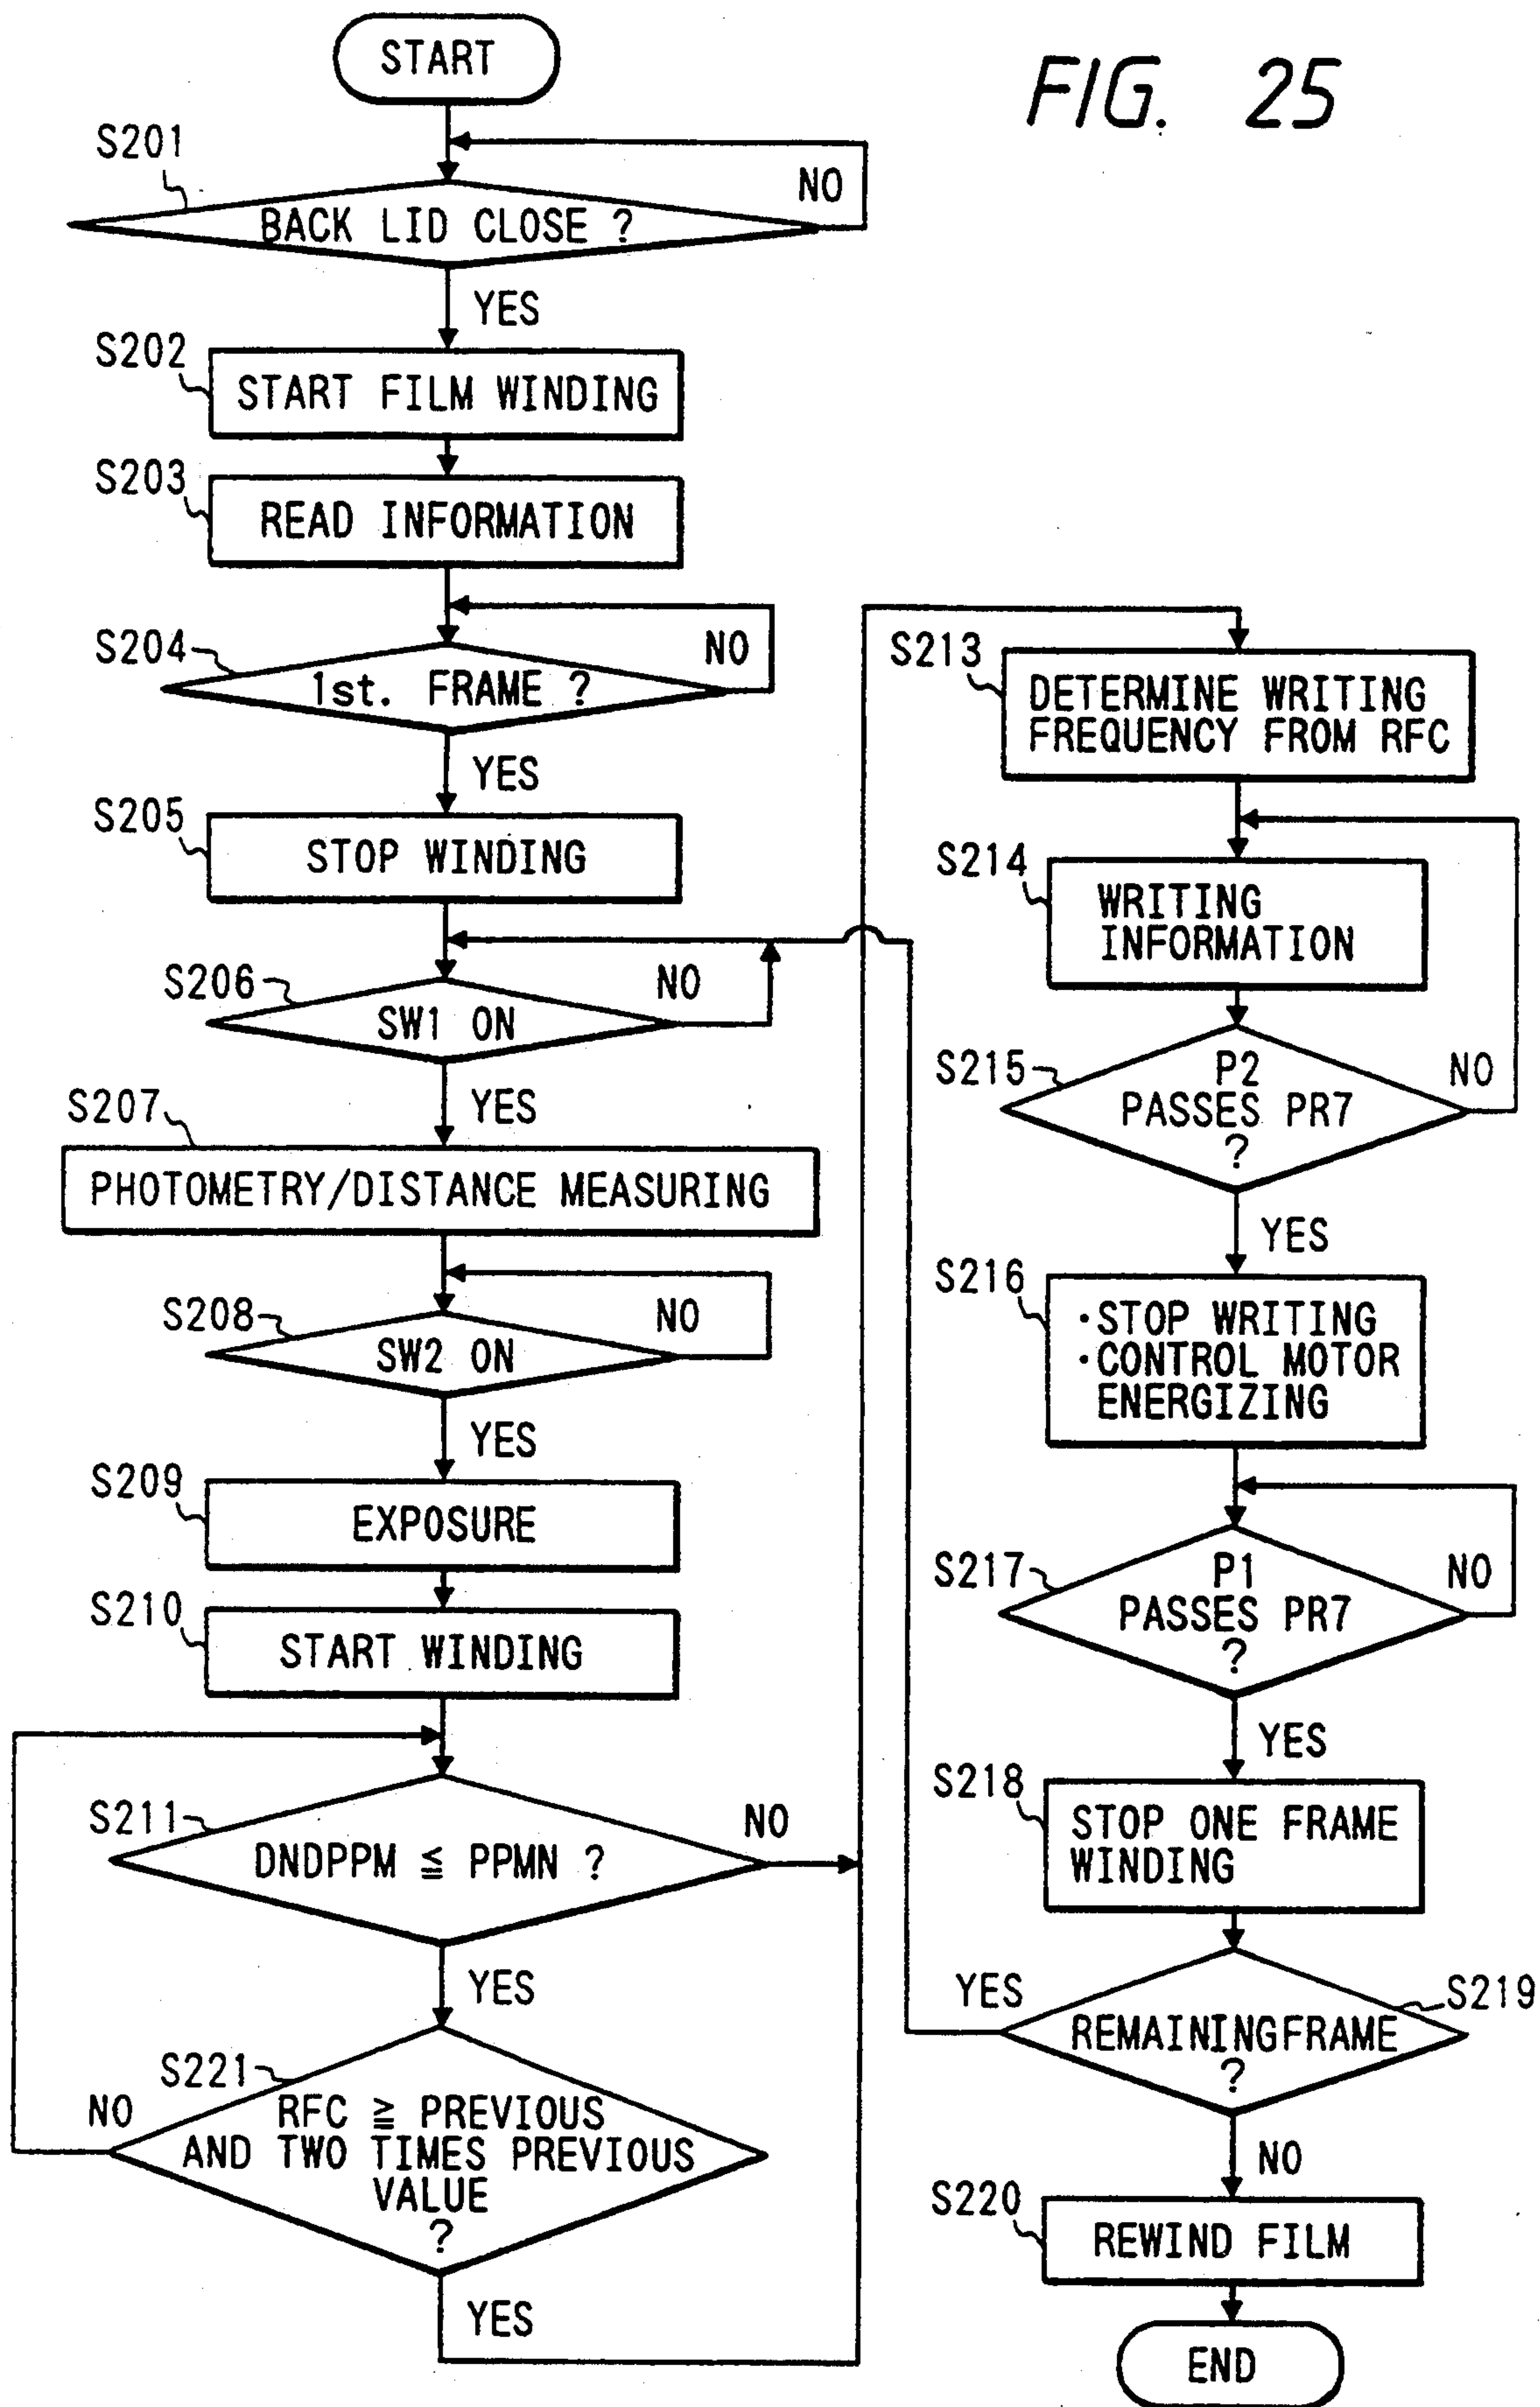 FIG. 25
START
S201
BACK LID CLOSE ?
NO
YES
S202
START FILM WINDING
S203
READ INFORMATION
S204
1st. FRAME ?
NO
YES
S205
STOP WINDING
S206
SW1 ON
NO
YES
S207
PHOTOMETRY/DISTANCE MEASURING
S208
SW2 ON
NO
YES
S209
EXPOSURE
S210
START WINDING
S211
DNDPPM ≦ PPMN ?
NO
YES
S221
RFC ≧ PREVIOUS
AND TWO TIMES PREVIOUS
VALUE
?
NO
YES
S213
DETERMINE WRITING
FREQUENCY FROM RFC
S214
WRITING
INFORMATION
S215
P2
PASSES PR7
?
NO
YES
S216
·STOP WRITING
·CONTROL MOTOR
ENERGIZING
S217
P1
PASSES PR7
?
NO
YES
S218
STOP ONE FRAME
WINDING
S219
REMAININGFRAME
?
YES
NO
S220
REWIND FILM
END